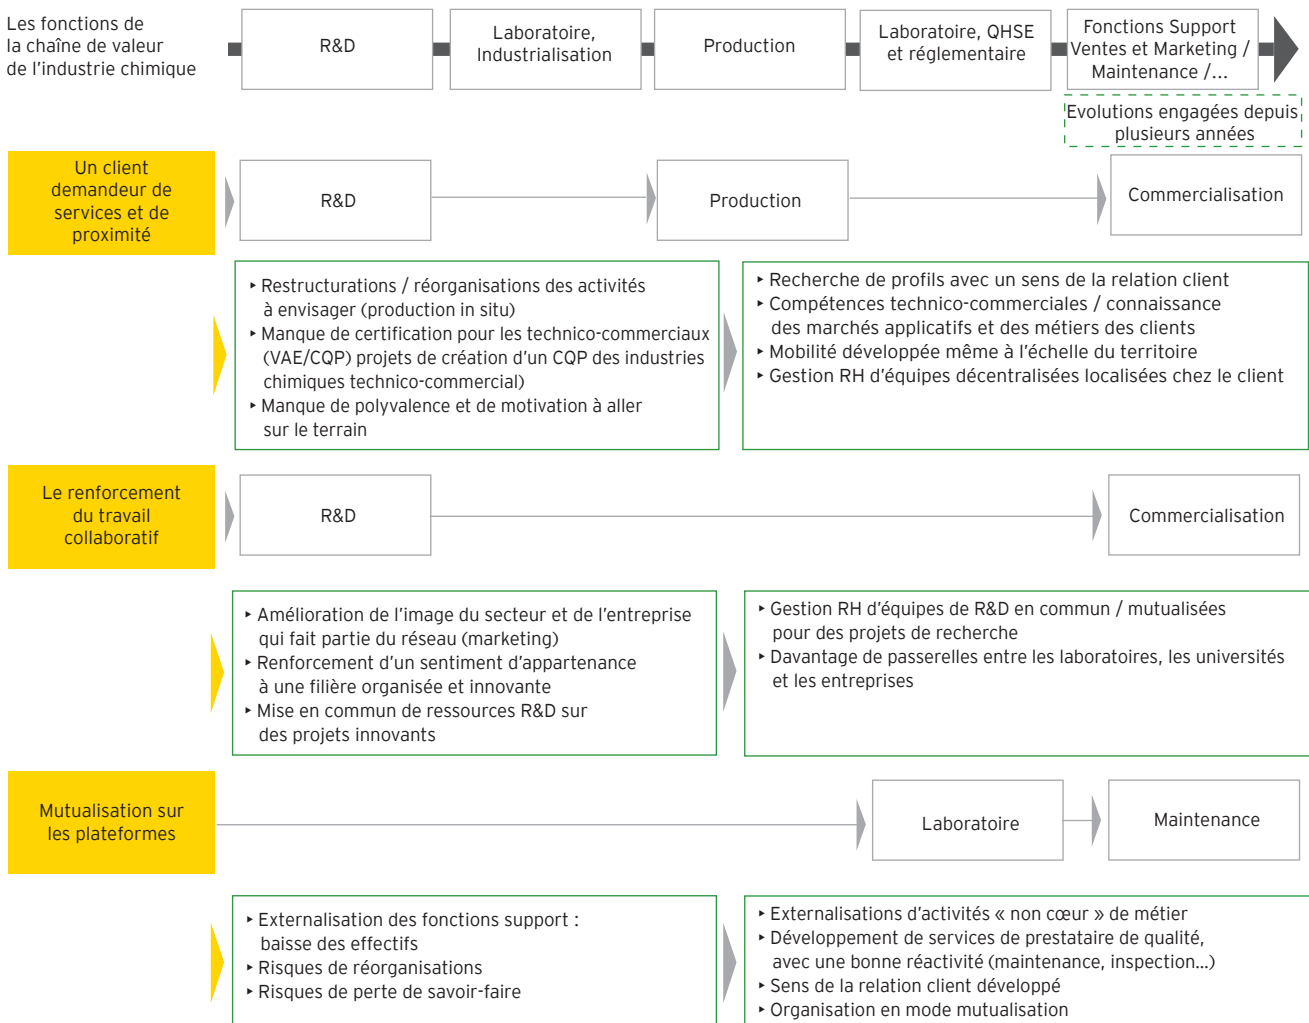 Les fonctions de
la chaîne de valeur
de l'industrie chimique
R&D
Laboratoire,
Industrialisation
Production
Laboratoire, QHSE
et réglementaire
Fonctions Support
Ventes et Marketing /
Maintenance /...
Evolutions engagées depuis
plusieurs années
Un client
demandeur de
services et de
proximité
R&D
Production
Commercialisation
‣ Restructurations / réorganisations des activités
à envisager (production in situ)
‣ Manque de certification pour les technico-commerciaux
(VAE/CQP) projets de création d'un CQP des industries
chimiques technico-commercial)
‣ Manque de polyvalence et de motivation à aller
sur le terrain
‣ Recherche de profils avec un sens de la relation client
‣ Compétences technico-commerciales / connaissance
des marchés applicatifs et des métiers des clients
‣ Mobilité développée même à l'échelle du territoire
‣ Gestion RH d'équipes décentralisées localisées chez le client
Le renforcement
du travail
collaboratif
R&D
Commercialisation
‣ Amélioration de l'image du secteur et de l'entreprise
qui fait partie du réseau (marketing)
‣ Renforcement d'un sentiment d'appartenance
à une filière organisée et innovante
‣ Mise en commun de ressources R&D sur
des projets innovants
‣ Gestion RH d'équipes de R&D en commun / mutualisées
pour des projets de recherche
‣ Davantage de passerelles entre les laboratoires, les universités
et les entreprises
Mutualisation sur
les plateformes
Laboratoire
Maintenance
‣ Externalisation des fonctions support :
baisse des effectifs
‣ Risques de réorganisations
‣ Risques de perte de savoir-faire
‣ Externalisations d'activités « non cœur » de métier
‣ Développement de services de prestataire de qualité,
avec une bonne réactivité (maintenance, inspection...)
‣ Sens de la relation client développé
‣ Organisation en mode mutualisation